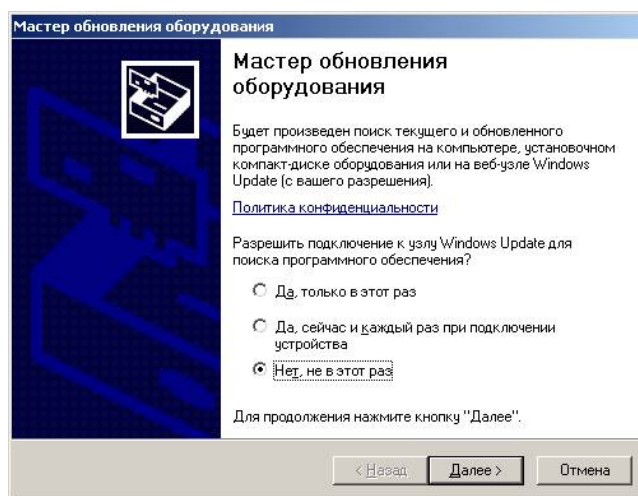 Мастер обновления оборудования
Мастер обновления
оборудования
Будет произведен поиск текущего и обновленного
программного обеспечения на компьютере, установочном
компакт-диске оборудования или на веб-узле Windows
Update (с вашего разрешения).
Политика конфиденциальности
Разрешить подключение к узлу Windows Update для
поиска программного обеспечения?
Да, только в этот раз
Да, сейчас и каждый раз при подключении
устройства
Нет, не в этот раз
Для продолжения нажмите кнопку "Далее".
< Назад Далее > Отмена